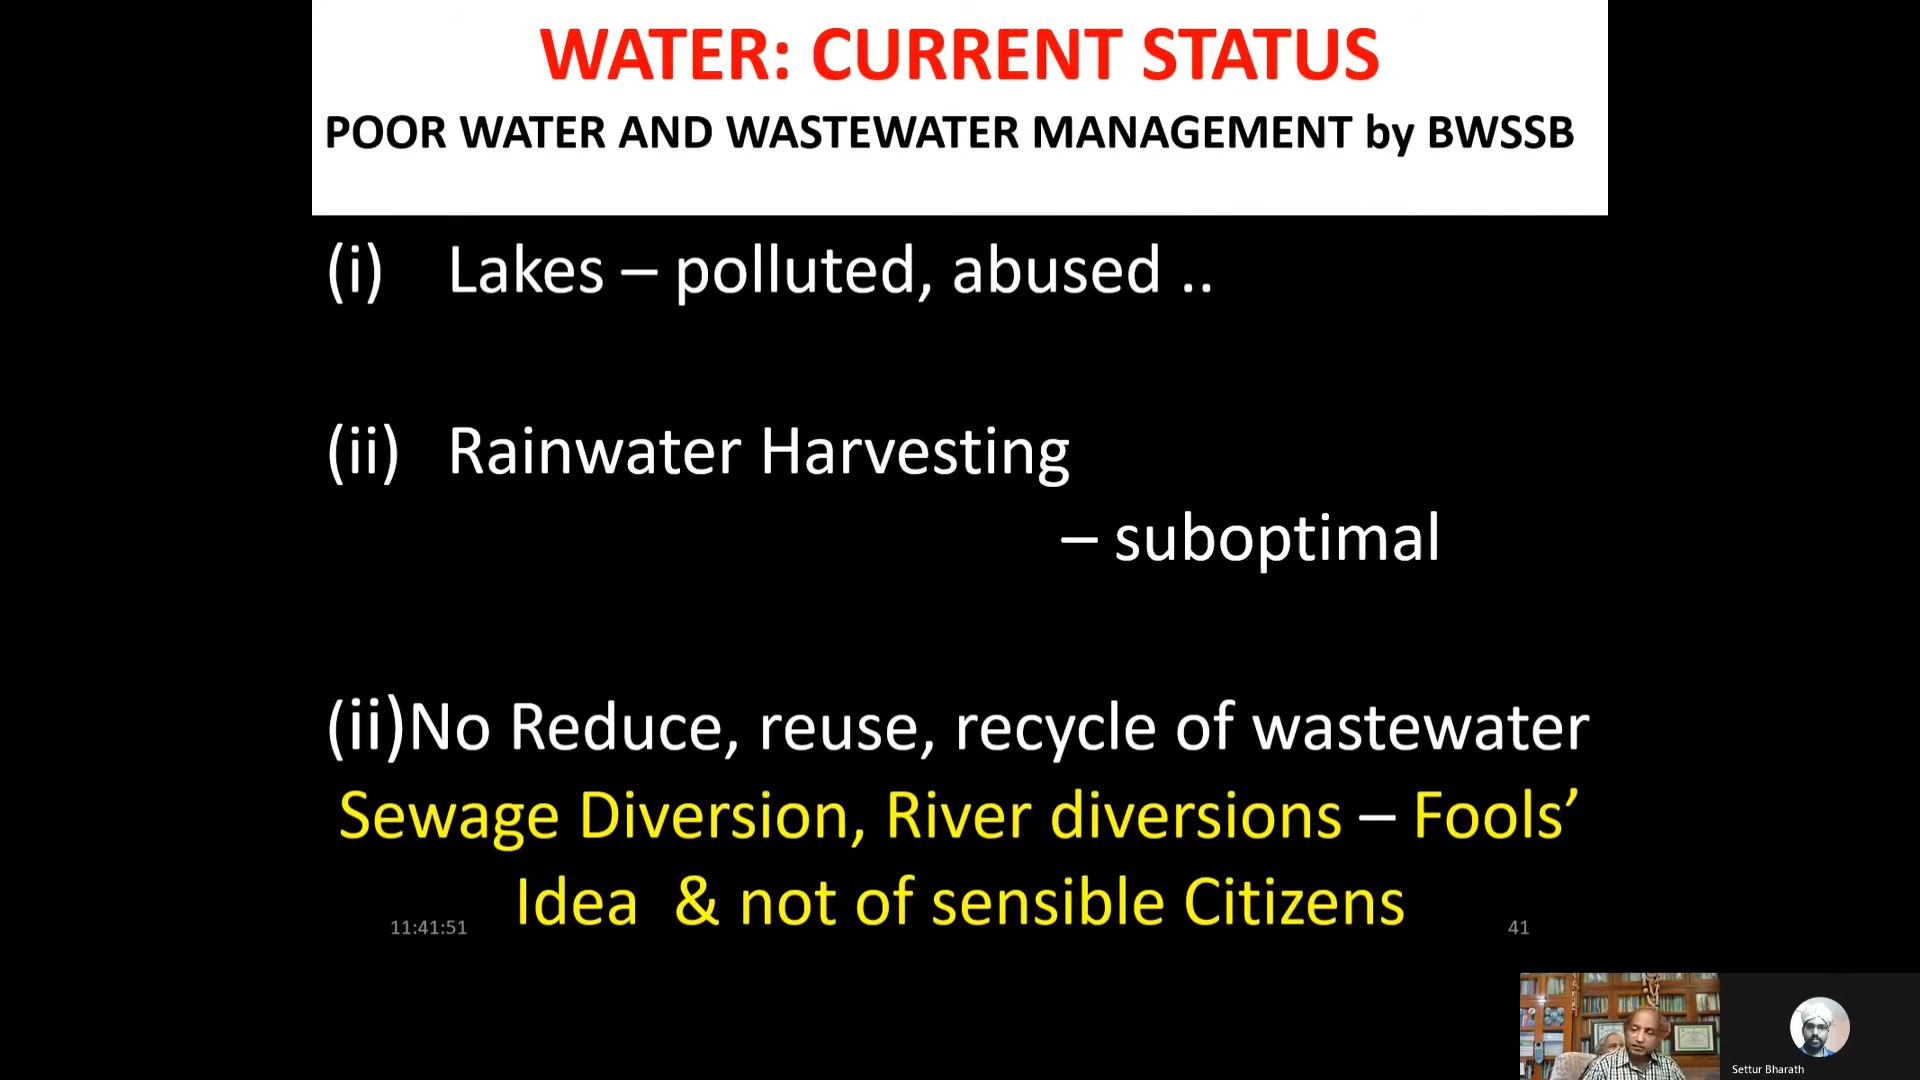 WATER: CURRENT STATUS
POOR WATER AND WASTEWATER MANAGEMENT by BWSSB
(i) Lakes – polluted, abused ..
(ii) Rainwater Harvesting
– suboptimal
(ii)No Reduce, reuse, recycle of wastewater
Sewage Diversion, River diversions – Fools’
Idea & not of sensible Citizens
11:41:51
41
Settur Bharath